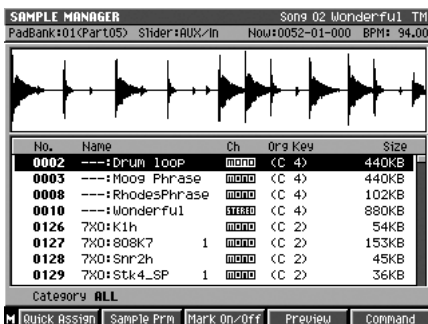 SAMPLE MANAGER Song 02 Wonderful TM
PadBank:01(Part05) Slider:AUX/In Now:0052-01-000 BPM: 94.00
No. Name Ch Org Key Size
0002 ---:Drum loop mono (C 4) 440KB
0003 ---:Moog Phrase mono (C 4) 440KB
0008 ---:RhodesPhrase mono (C 4) 102KB
0010 ---:Wonderful STEREO (C 4) 880KB
0126 7X0:K1h mono (C 2) 54KB
0127 7X0:808K7 1 mono (C 2) 153KB
0128 7X0:Snr2h mono (C 2) 45KB
0129 7X0:Stk4_SP 1 mono (C 2) 36KB
Category ALL
M Quick Assign Sample Prm Mark On/Off Preview Command